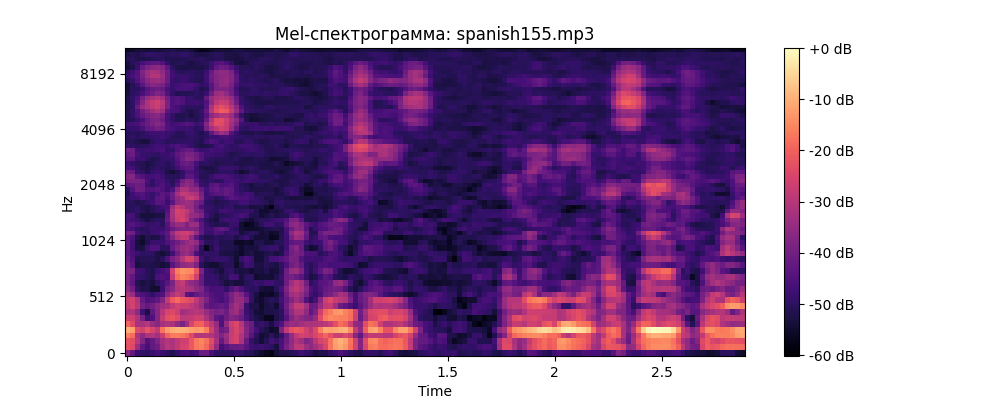 Mel-спектрограмма: spanish155.mp3
+0 dB
8192
-10 dB
4096
-20 dB
2048
-30 dB
Hz
1024
-40 dB
512
-50 dB
0
-60 dB
0 0.5 1 1.5 2 2.5
Time